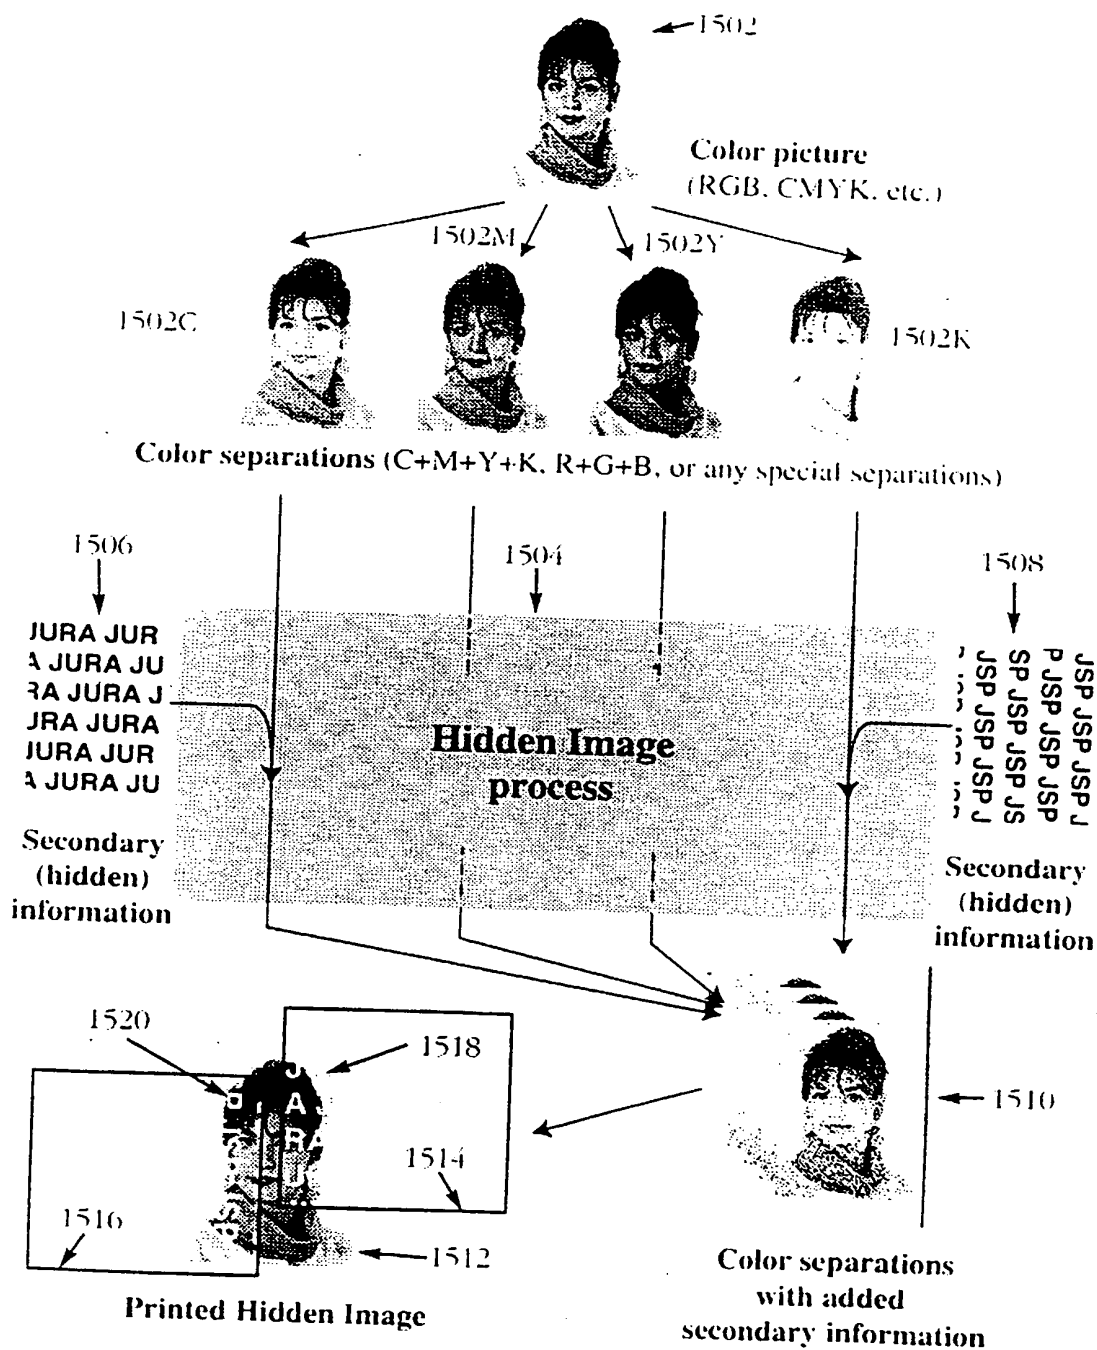 1502
Color picture
(RGB, CMYK, etc.)
1502M
1502Y
1502C
1502K
Color separations (C+M+Y+K, R+G+B, or any special separations)
1506
1504
1508
JURA JUR
A JURA JU
RA JURA J
JRA JURA
JURA JUR
A JURA JU
JSP JSP JSP J
P JSP JSP JSP
SP JSP JSP JS
JSP JSP JSP J
Hidden Image
process
Secondary
(hidden)
information
Secondary
(hidden)
information
1520
1518
J
A
RA
1514
1516
1512
1510
Printed Hidden Image
Color separations
with added
secondary information